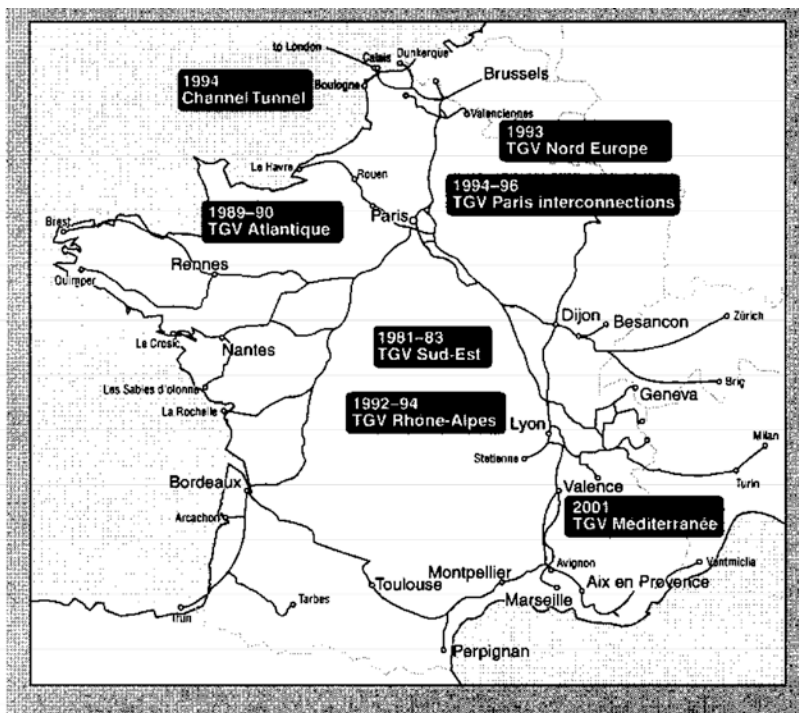 to London
Calais
Dunkerque
Brussels
1994
Channel Tunnel
Boulogne
Valenciennes
1993
TGV Nord Europe
Le Havre
Rouen
1994–96
TGV Paris interconnections
1989–90
TGV Atlantique
Paris
Brest
Rennes
Quimper
Dijon
Besancon
Zürich
Le Crosic
Nantes
1981–83
TGV Sud-Est
Les Sables d'olonne
Geneva
Brig
La Rochelle
1992–94
TGV Rhône-Alpes
Lyon
Milan
Stetienne
Turin
Bordeaux
Valence
2001
TGV Méditerranée
Arcachon
Avignon
Ventmiclia
Montpellier
Aix en Provence
Toulouse
Marseille
Irun
Tarbes
Perpignan